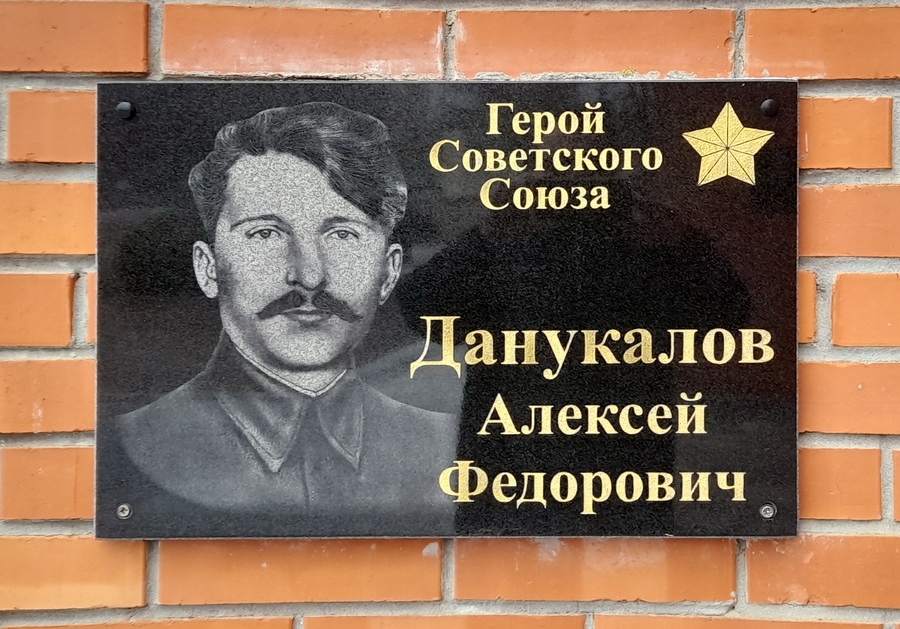 Герой
Советского
Союза
Данукалов
Алексей
Федорович